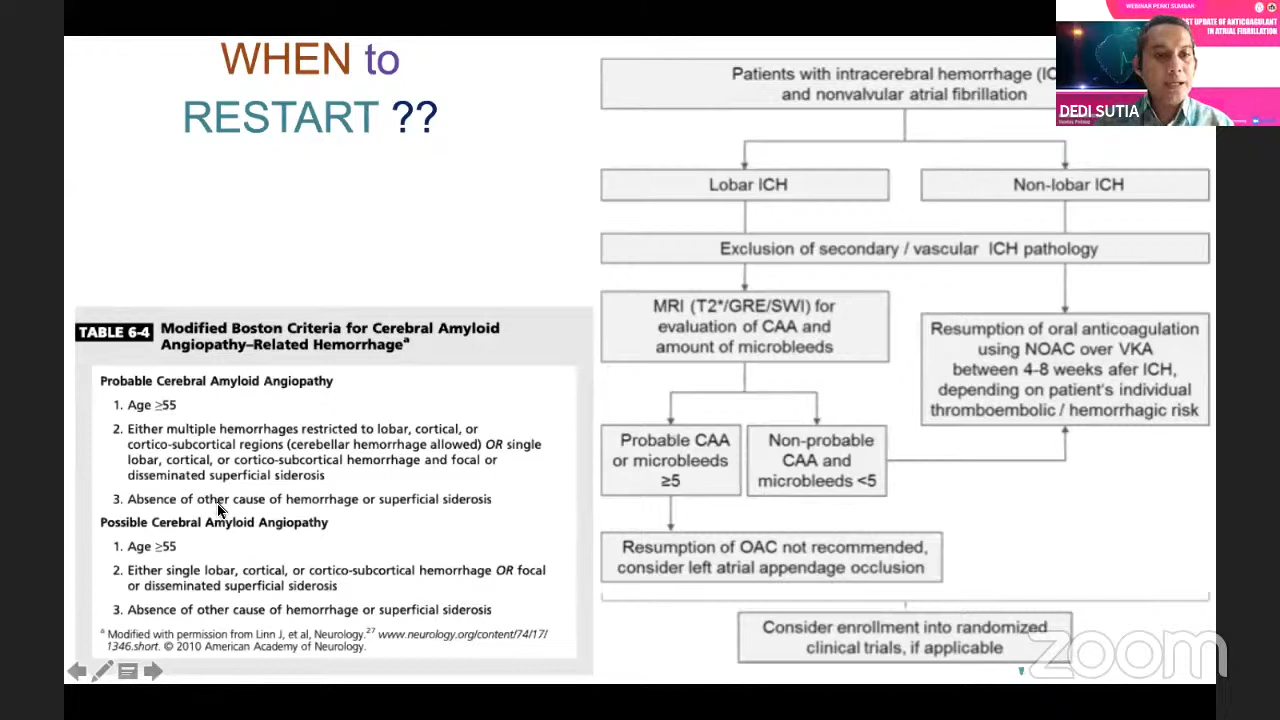 WHEN to
RESTART ??
WEBINAR PERKI SUMBAR
ST UPDATE OF ANTICOAGULANT
IN ATRIAL FIBRILLATION
DEDI SUTIA
Patients with intracerebral hemorrhage (IC
and nonvalvular atrial fibrillation
Lobar ICH
Non-lobar ICH
Exclusion of secondary / vascular ICH pathology
MRI (T2*/GRE/SWI) for
evaluation of CAA and
amount of microbleeds
Resumption of oral anticoagulation
using NOAC over VKA
between 4-8 weeks afer ICH,
depending on patient's individual
thromboembolic / hemorrhagic risk
Probable CAA
or microbleeds
≥5
Non-probable
CAA and
microbleeds <5
Resumption of OAC not recommended,
consider left atrial appendage occlusion
Consider enrollment into randomized
clinical trials, if applicable
TABLE 6-4 Modified Boston Criteria for Cerebral Amyloid
Angiopathy–Related Hemorrhageᵃ
Probable Cerebral Amyloid Angiopathy
1. Age ≥55
2. Either multiple hemorrhages restricted to lobar, cortical, or
cortico-subcortical regions (cerebellar hemorrhage allowed) OR single
lobar, cortical, or cortico-subcortical hemorrhage and focal or
disseminated superficial siderosis
3. Absence of other cause of hemorrhage or superficial siderosis
Possible Cerebral Amyloid Angiopathy
1. Age ≥55
2. Either single lobar, cortical, or cortico-subcortical hemorrhage OR focal
or disseminated superficial siderosis
3. Absence of other cause of hemorrhage or superficial siderosis
ᵃ Modified with permission from Linn J, et al, Neurology.²⁷ www.neurology.org/content/74/17/
1346.short. © 2010 American Academy of Neurology.
zoom